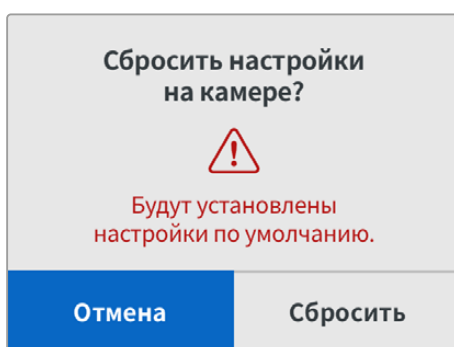 Сбросить настройки
на камере?
Будут установлены
настройки по умолчанию.
Отмена
Сбросить